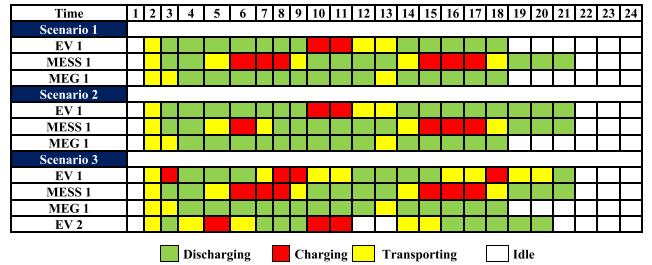 Time 1 2 3 4 5 6 7 8 9 10 11 12 13 14 15 16 17 18 19 20 21 22 23 24
Scenario 1
EV 1
MESS 1
MEG 1
Scenario 2
EV 1
MESS 1
MEG 1
Scenario 3
EV 1
MESS 1
MEG 1
EV 2
Discharging Charging Transporting Idle